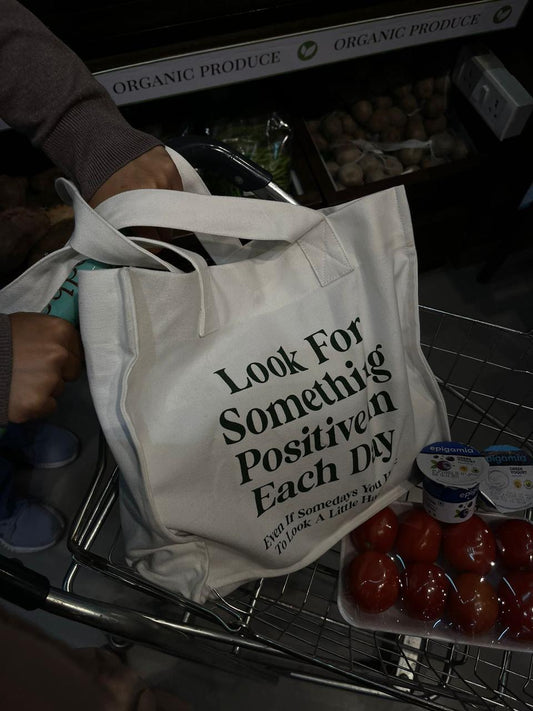 ORGANIC PRODUCE ORGANIC PRODUCE
Look For
Something
Positive In
Each Day
Even If Somedays You
To Look A Little
epigamia
epigamia
epigamia